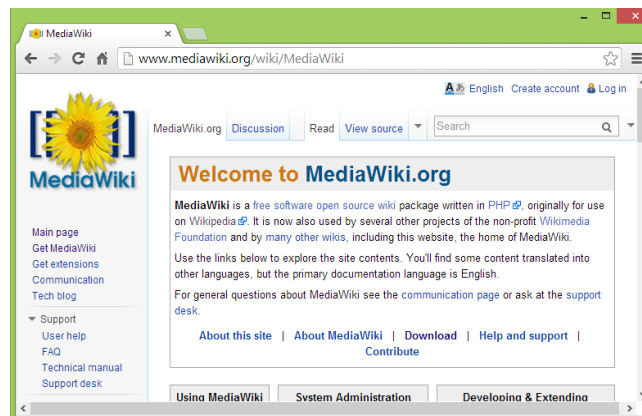 MediaWiki
www.mediawiki.org/wiki/MediaWiki
English Create account Log in
MediaWiki.org Discussion Read View source Search
MediaWiki
Welcome to MediaWiki.org
MediaWiki is a free software open source wiki package written in PHP, originally for use
on Wikipedia. It is now also used by several other projects of the non-profit Wikimedia
Foundation and by many other wikis, including this website, the home of MediaWiki.
Use the links below to explore the site contents. You'll find some content translated into
other languages, but the primary documentation language is English.
For general questions about MediaWiki see the communication page or ask at the support
desk.
About this site | About MediaWiki | Download | Help and support |
Contribute
Main page
Get MediaWiki
Get extensions
Communication
Tech blog
Support
User help
FAQ
Technical manual
Support desk
Using MediaWiki System Administration Developing & Extending